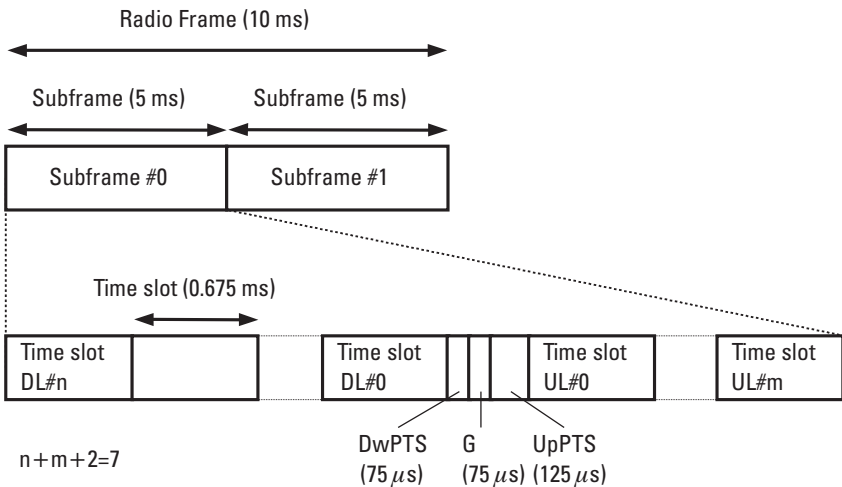 Radio Frame (10 ms)
Subframe (5 ms) Subframe (5 ms)
Subframe #0 Subframe #1
Time slot (0.675 ms)
Time slot
DL#n
Time slot
DL#0
Time slot
UL#0
Time slot
UL#m
DwPTS
(75 μs)
G
(75 μs)
UpPTS
(125 μs)
n+m+2=7